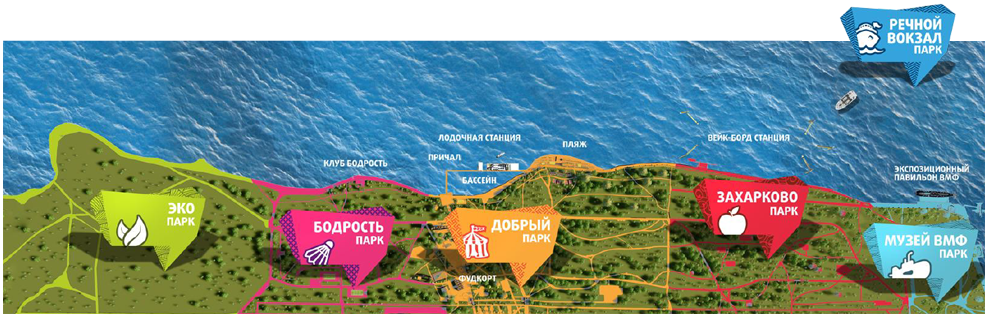 РЕЧНОЙ
ВОКЗАЛ
ПАРК
ЛОДОЧНАЯ СТАНЦИЯ
ВЕЙК-БОРД СТАНЦИЯ
ПЛЯЖ
ПРИЧАЛ
КЛУБ БОДРОСТЬ
БАССЕЙН
ЭКСПОЗИЦИОННЫЙ
ПАВИЛЬОН ВМФ
ЭКО
ПАРК
БОДРОСТЬ
ПАРК
ДОБРЫЙ
ПАРК
ЗАХАРКОВО
ПАРК
МУЗЕЙ ВМФ
ПАРК
ФУДКОРТ